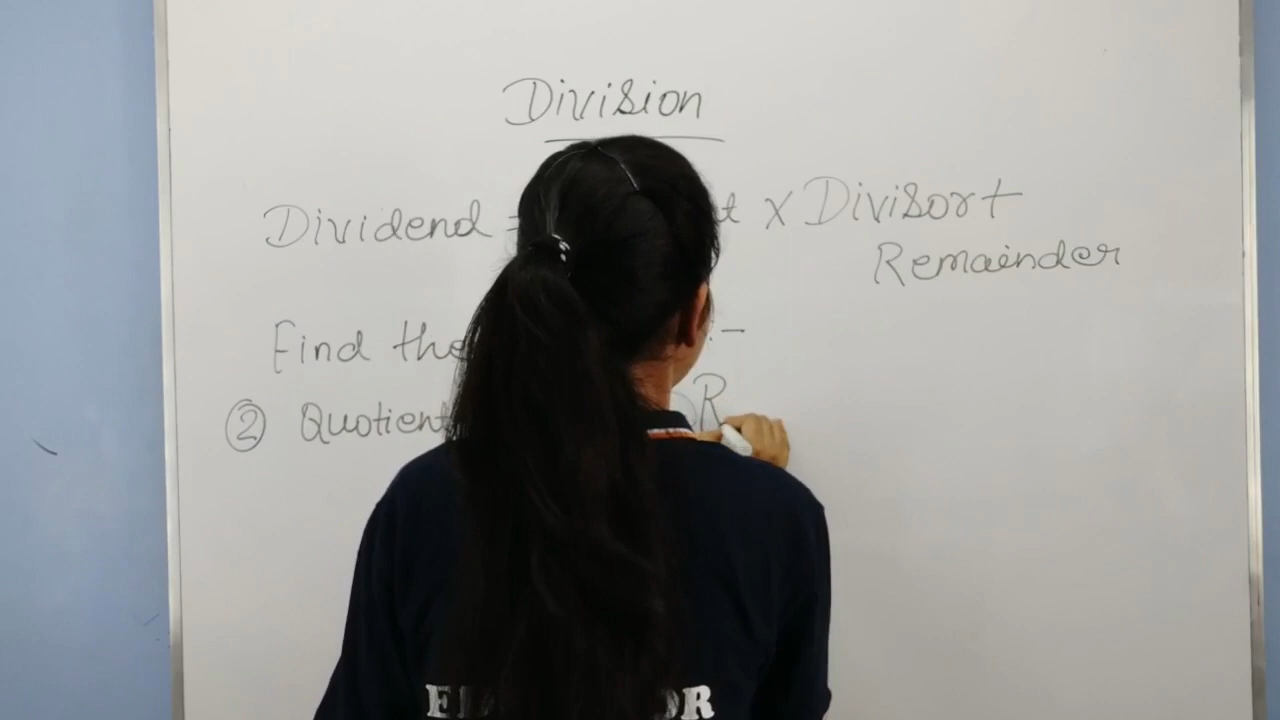 Division
Dividend = t x Divisor +
Remainder
Find the :-
② Quotient R